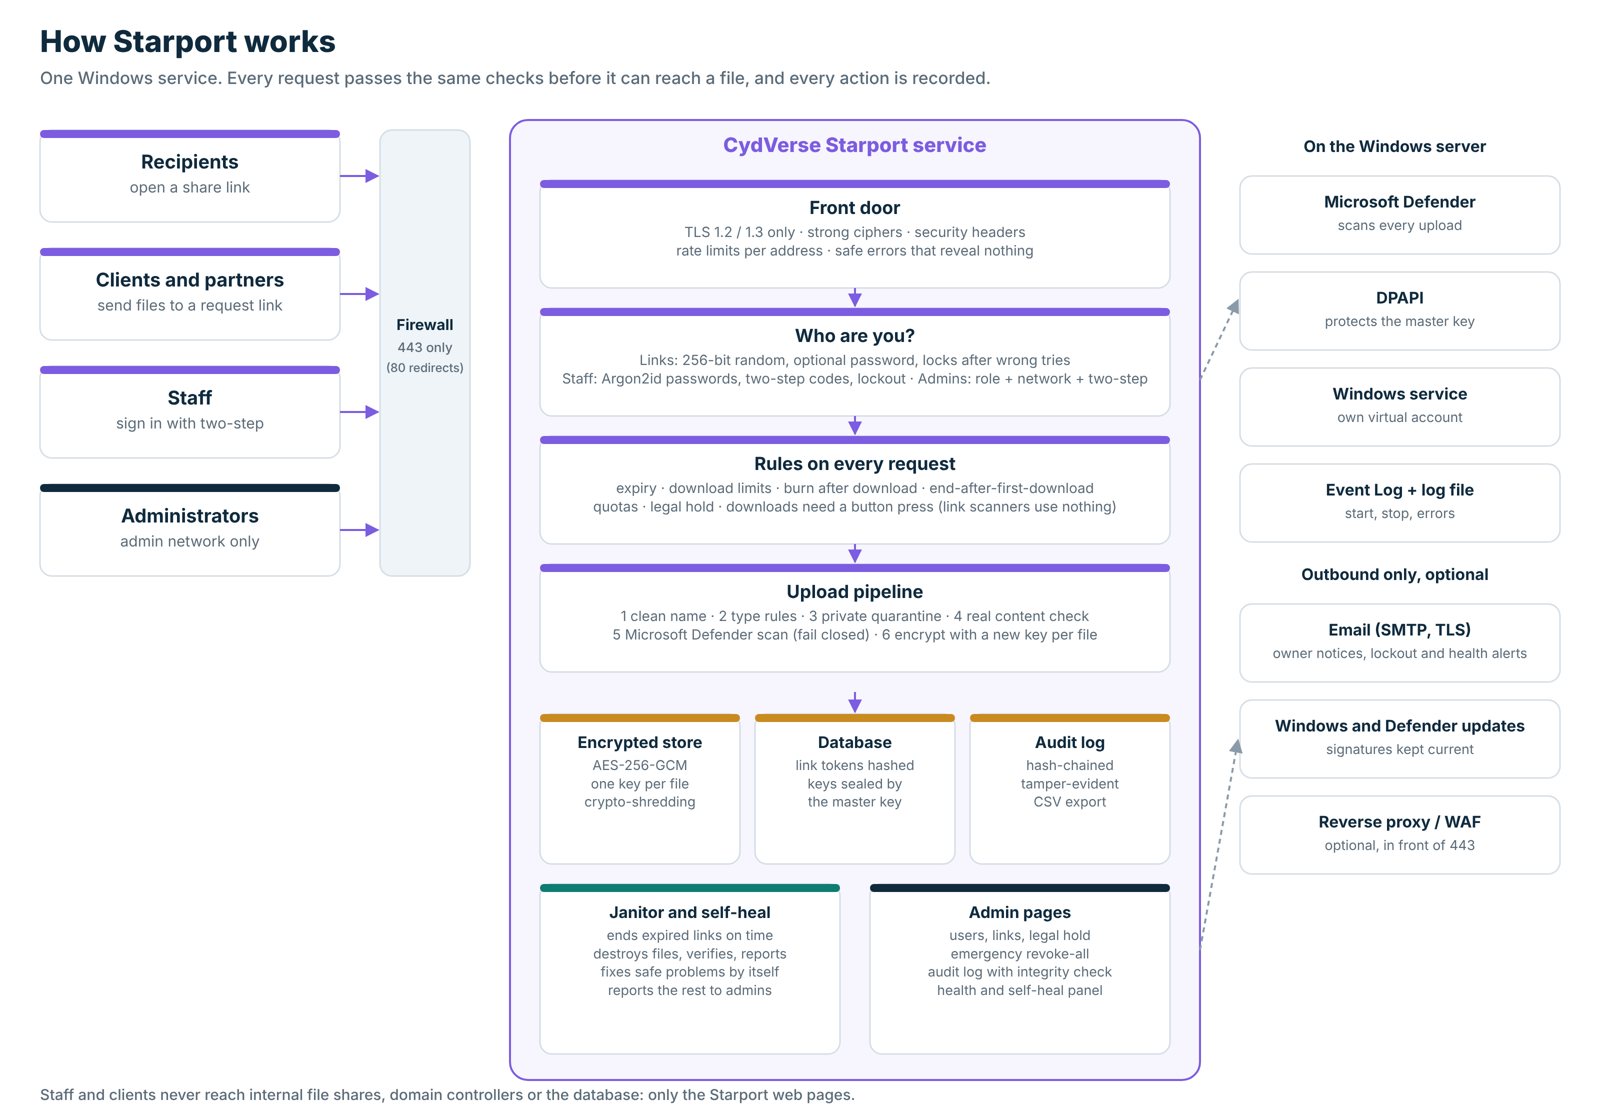 How Starport works
One Windows service. Every request passes the same checks before it can reach a file, and every action is recorded.
Recipients
open a share link
Clients and partners
send files to a request link
Staff
sign in with two-step
Administrators
admin network only
Firewall
443 only
(80 redirects)
CydVerse Starport service
Front door
TLS 1.2 / 1.3 only · strong ciphers · security headers
rate limits per address · safe errors that reveal nothing
Who are you?
Links: 256-bit random, optional password, locks after wrong tries
Staff: Argon2id passwords, two-step codes, lockout · Admins: role + network + two-step
Rules on every request
expiry · download limits · burn after download · end-after-first-download
quotas · legal hold · downloads need a button press (link scanners use nothing)
Upload pipeline
1 clean name · 2 type rules · 3 private quarantine · 4 real content check
5 Microsoft Defender scan (fail closed) · 6 encrypt with a new key per file
Encrypted store
AES-256-GCM
one key per file
crypto-shredding
Database
link tokens hashed
keys sealed by
the master key
Audit log
hash-chained
tamper-evident
CSV export
Janitor and self-heal
ends expired links on time
destroys files, verifies, reports
fixes safe problems by itself
reports the rest to admins
Admin pages
users, links, legal hold
emergency revoke-all
audit log with integrity check
health and self-heal panel
On the Windows server
Microsoft Defender
scans every upload
DPAPI
protects the master key
Windows service
own virtual account
Event Log + log file
start, stop, errors
Outbound only, optional
Email (SMTP, TLS)
owner notices, lockout and health alerts
Windows and Defender updates
signatures kept current
Reverse proxy / WAF
optional, in front of 443
Staff and clients never reach internal file shares, domain controllers or the database: only the Starport web pages.